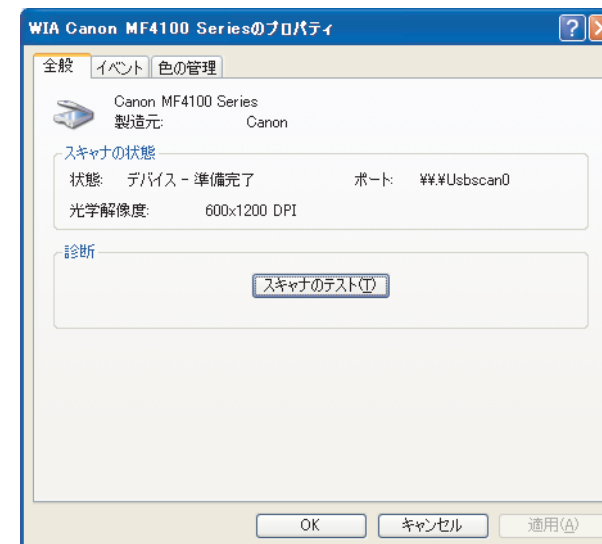 WIA Canon MF4100 Seriesのプロパティ
全般 イベント 色の管理
Canon MF4100 Series
製造元: Canon
スキャナの状態
状態: デバイス - 準備完了 ポート: ¥¥.¥Usbscan0
光学解像度: 600x1200 DPI
診断
スキャナのテスト(T)
OK キャンセル 適用(A)